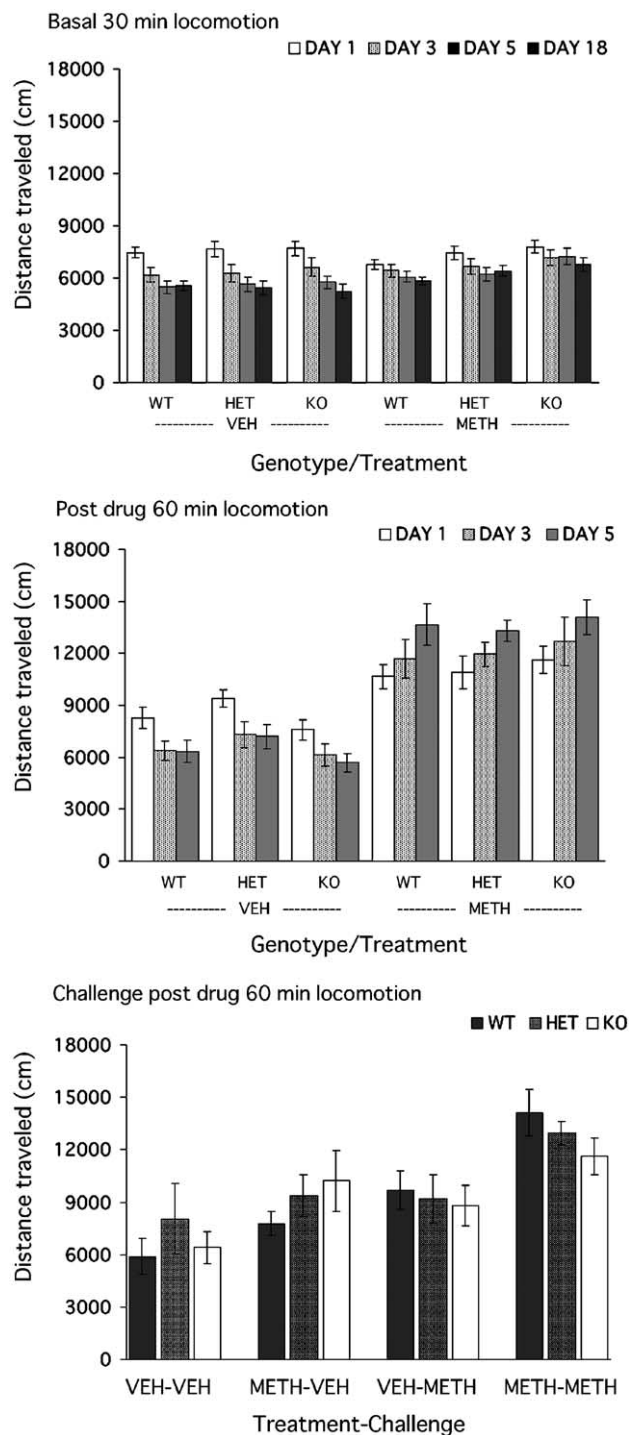 Basal 30 min locomotion
DAY 1 DAY 3 DAY 5 DAY 18
Distance traveled (cm)
18000
15000
12000
9000
6000
3000
0
WT HET KO WT HET KO
---------- VEH ---------- ---------- METH ----------
Genotype/Treatment
Post drug 60 min locomotion
DAY 1 DAY 3 DAY 5
Distance traveled (cm)
18000
15000
12000
9000
6000
3000
0
WT HET KO WT HET KO
---------- VEH ---------- ---------- METH ----------
Genotype/Treatment
Challenge post drug 60 min locomotion
WT HET KO
Distance traveled (cm)
18000
15000
12000
9000
6000
3000
0
VEH-VEH METH-VEH VEH-METH METH-METH
Treatment-Challenge